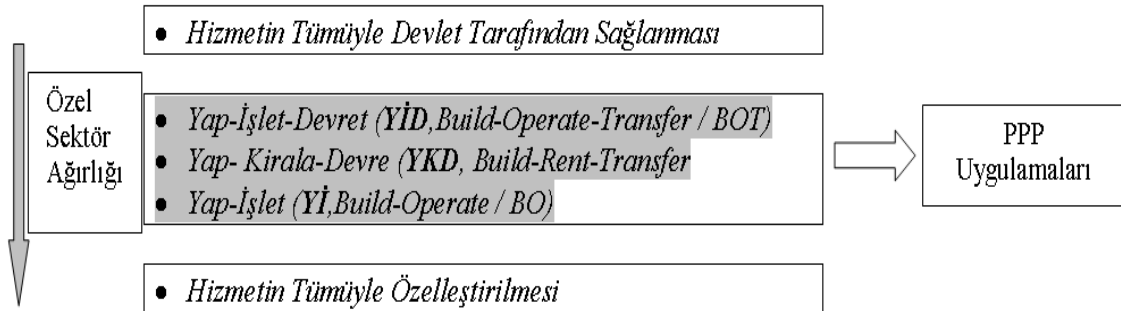 • Hizmetin Tümüyle Devlet Tarafından Sağlanması
Özel
Sektör
Ağırlığı
• Yap-İşlet-Devret (YİD,Build-Operate-Transfer / BOT)
• Yap- Kirala-Devre (YKD, Build-Rent-Transfer
• Yap-İşlet (Yİ,Build-Operate / BO)
PPP
Uygulamaları
• Hizmetin Tümüyle Özelleştirilmesi